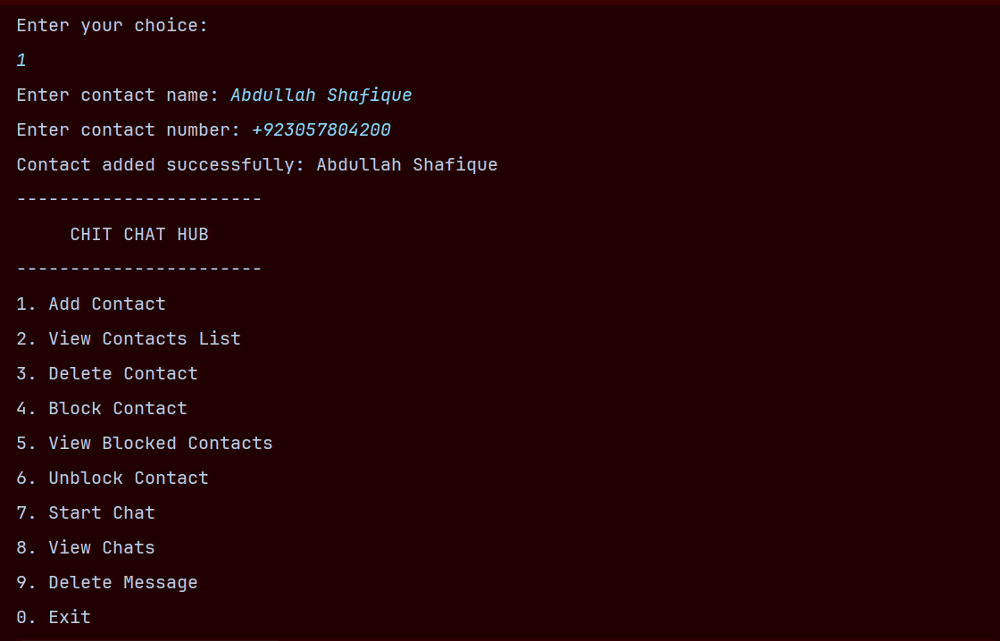 Enter your choice:
1
Enter contact name: Abdullah Shafique
Enter contact number: +923057804200
Contact added successfully: Abdullah Shafique
-----------------------
CHIT CHAT HUB
-----------------------
1. Add Contact
2. View Contacts List
3. Delete Contact
4. Block Contact
5. View Blocked Contacts
6. Unblock Contact
7. Start Chat
8. View Chats
9. Delete Message
0. Exit